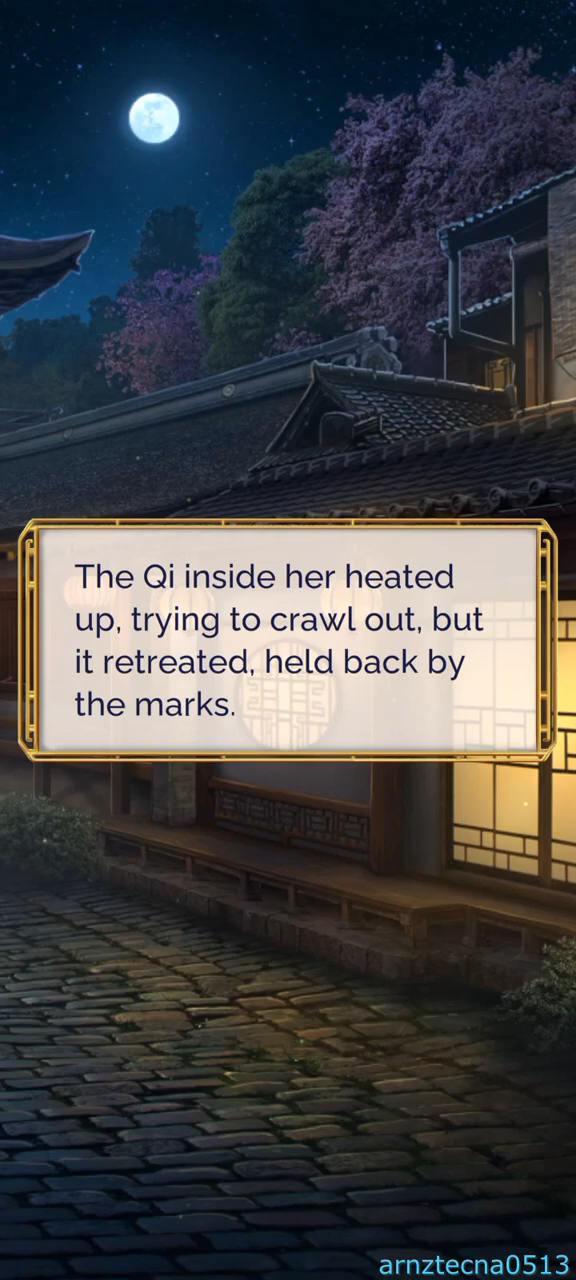 The Qi inside her heated
up, trying to crawl out, but
it retreated, held back by
the marks.
arnztecna0513